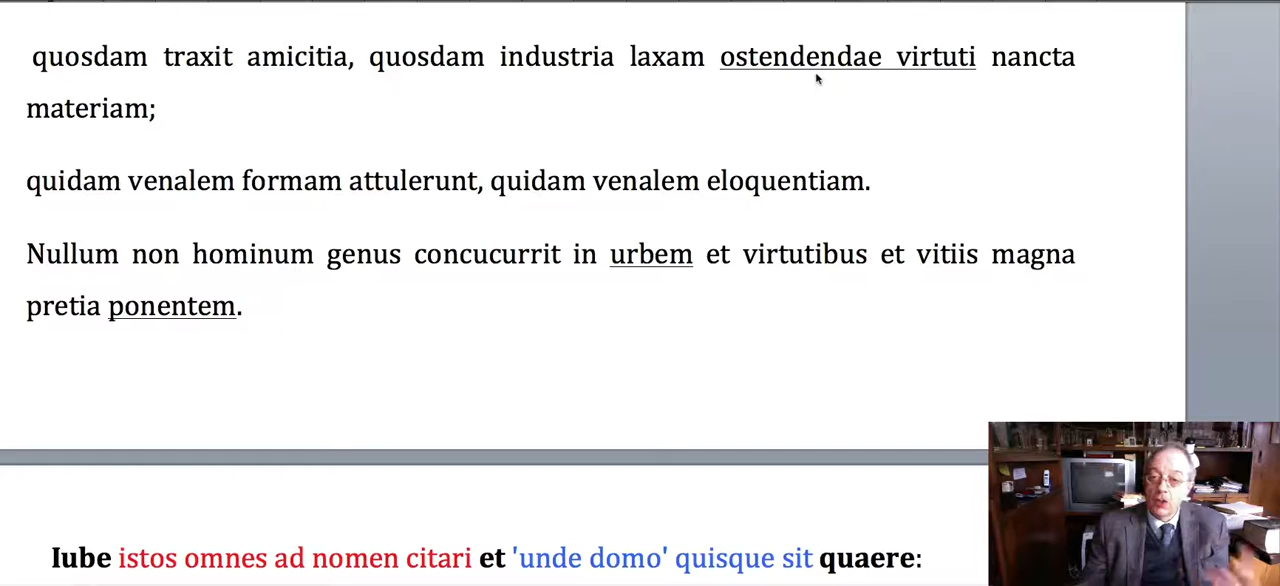 quosdam traxit amicitia, quosdam industria laxam ostendendae virtuti nancta
materiam;
quidam venalem formam attulerunt, quidam venalem eloquentiam.
Nullum non hominum genus concucurrit in urbem et virtutibus et vitiis magna
pretia ponentem.
Iube istos omnes ad nomen citari et 'unde domo' quisque sit quaere: